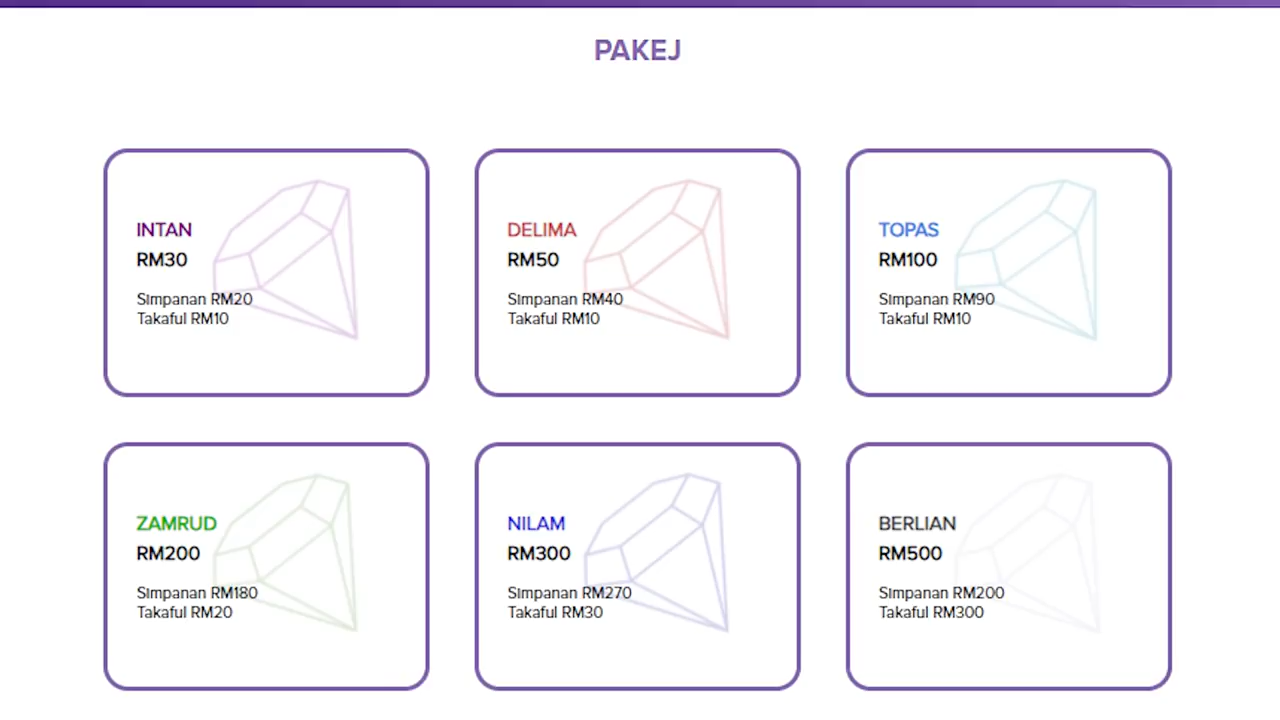 PAKEJ
INTAN
RM30
Simpanan RM20
Takaful RM10
DELIMA
RM50
Simpanan RM40
Takaful RM10
TOPAS
RM100
Simpanan RM90
Takaful RM10
ZAMRUD
RM200
Simpanan RM180
Takaful RM20
NILAM
RM300
Simpanan RM270
Takaful RM30
BERLIAN
RM500
Simpanan RM200
Takaful RM300